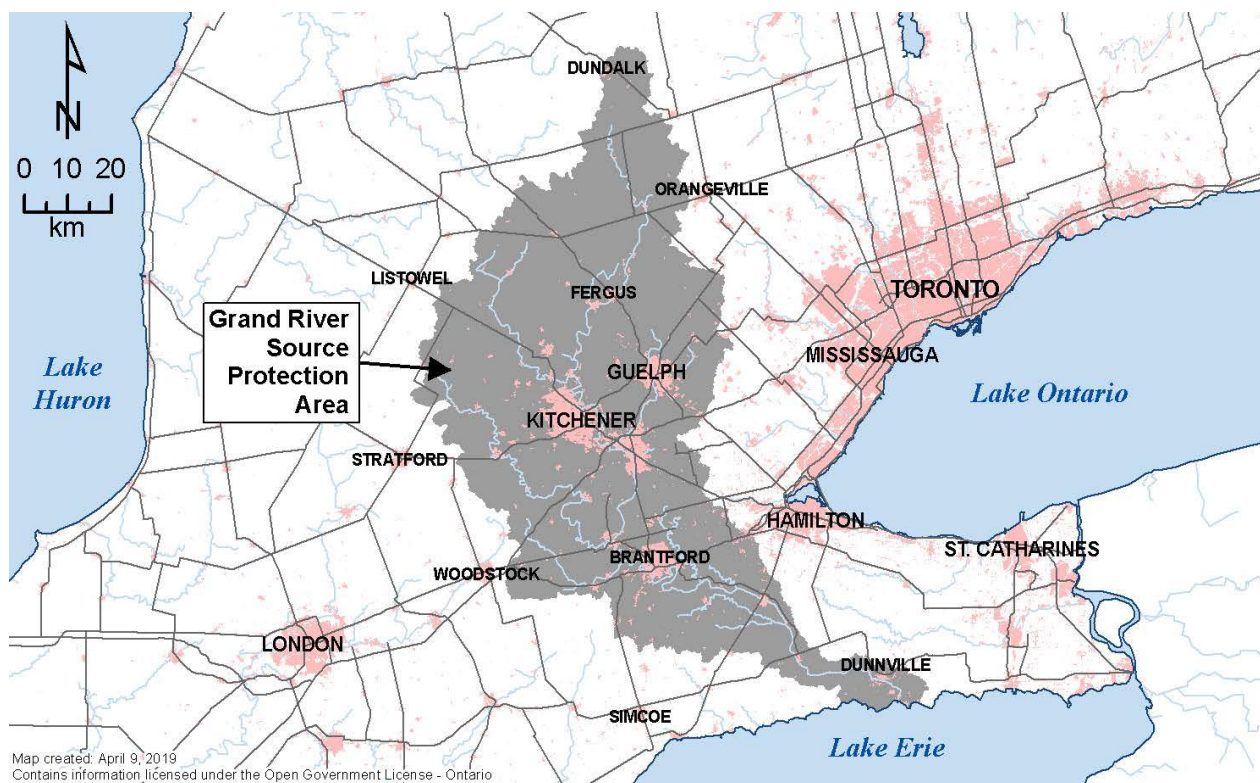 DUNDALK
N
0 10 20
km
ORANGEVILLE
LISTOWEL
FERGUS
TORONTO
Grand River
Source
Protection
Area
MISSISSAUGA
GUELPH
Lake
Huron
Lake Ontario
KITCHENER
STRATFORD
HAMILTON
ST. CATHARINES
BRANTFORD
WOODSTOCK
LONDON
DUNNVILLE
SIMCOE
Lake Erie
Map created: April 9, 2019
Contains information licensed under the Open Government License - Ontario